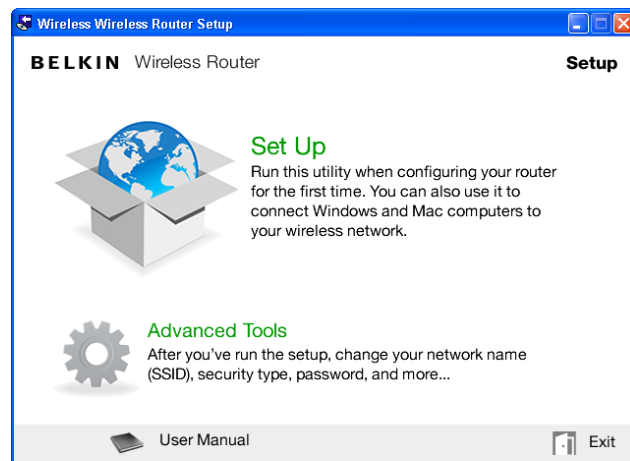 Wireless Wireless Router Setup
BELKIN Wireless Router
Setup
Set Up
Run this utility when configuring your router
for the first time. You can also use it to
connect Windows and Mac computers to
your wireless network.
Advanced Tools
After you've run the setup, change your network name
(SSID), security type, password, and more...
User Manual
Exit